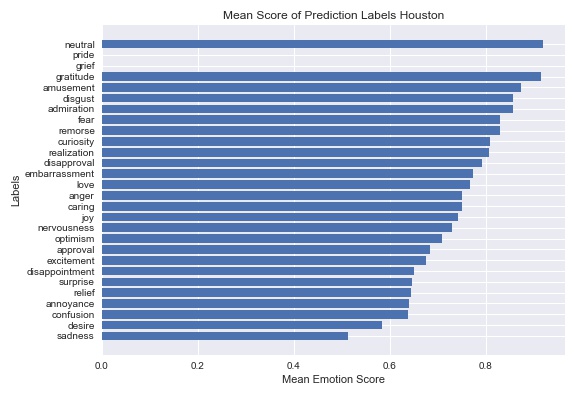 Mean Score of Prediction Labels Houston
neutral
pride
grief
gratitude
amusement
disgust
admiration
fear
remorse
curiosity
realization
disapproval
embarrassment
love
anger
caring
joy
nervousness
optimism
approval
excitement
disappointment
surprise
relief
annoyance
confusion
desire
sadness
Labels
0.0 0.2 0.4 0.6 0.8
Mean Emotion Score